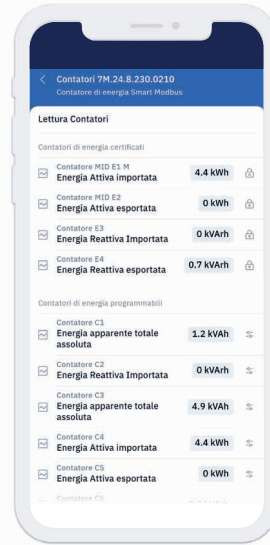 Contatori 7M.24.8.230.0210
Contatore di energia Smart Modbus
Lettura Contatori
Contatori di energia certificati
Contatore MID E1 M
Energia Attiva importata
4.4 kWh
Contatore MID E2
Energia Attiva esportata
0 kWh
Contatore E3
Energia Reattiva Importata
0 kVArh
Contatore E4
Energia Reattiva esportata
0.7 kVArh
Contatori di energia programmabili
Contatore C1
Energia apparente totale
assoluta
1.2 kVAh
Contatore C2
Energia Reattiva Importata
0 kVArh
Contatore C3
Energia apparente totale
assoluta
4.9 kVAh
Contatore C4
Energia Attiva importata
4.4 kWh
Contatore C5
Energia Attiva esportata
0 kWh
Contatore C6